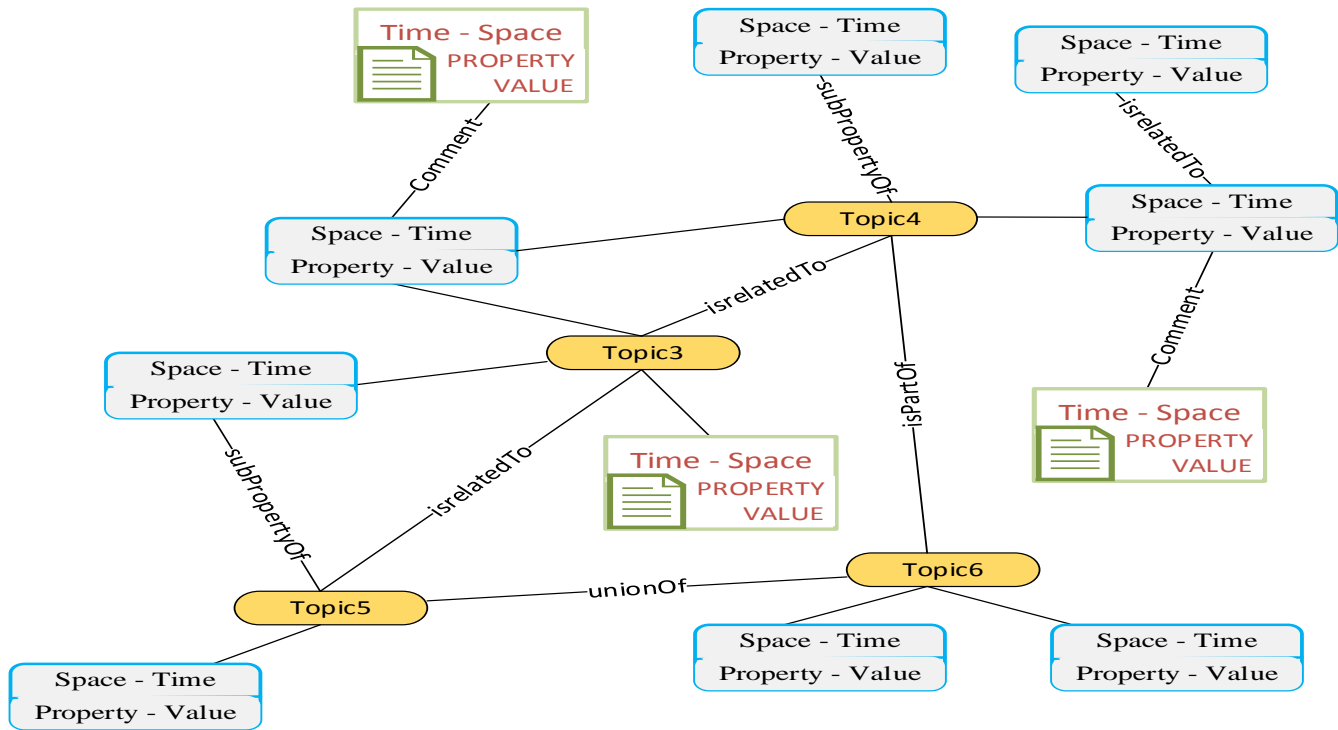 Time - Space
PROPERTY
VALUE
Space - Time
Property - Value
Space - Time
Property - Value
Comment
subPropertyOf
isrelatedTo
Space - Time
Property - Value
Topic4
Space - Time
Property - Value
isrelatedTo
Comment
Topic3
isPartOf
Space - Time
Property - Value
Time - Space
PROPERTY
VALUE
subPropertyOf
isrelatedTo
Time - Space
PROPERTY
VALUE
Topic6
unionOf
Topic5
Space - Time
Property - Value
Space - Time
Property - Value
Space - Time
Property - Value